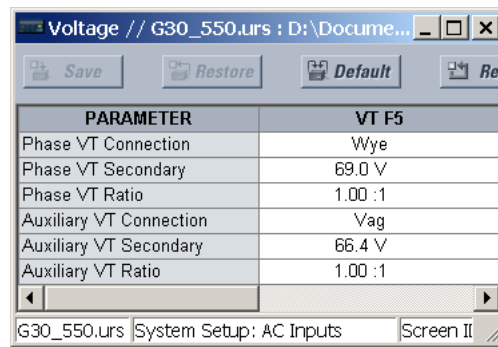 Voltage // G30_550.urs : D:\Docume...
Save Restore Default Re
PARAMETER VT F5
Phase VT Connection Wye
Phase VT Secondary 69.0 V
Phase VT Ratio 1.00 :1
Auxiliary VT Connection Vag
Auxiliary VT Secondary 66.4 V
Auxiliary VT Ratio 1.00 :1
G30_550.urs System Setup: AC Inputs Screen ID